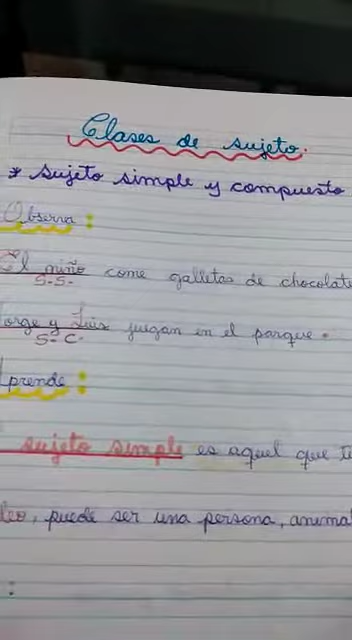 Clases de sujeto.
* sujeto simple y compuesto
Observa :
El niño come galletas de chocolate
S.S.
Jorge y Luis juegan en el parque.
S.C.
Aprende :
sujeto simple es aquel que
puede ser una persona,
: